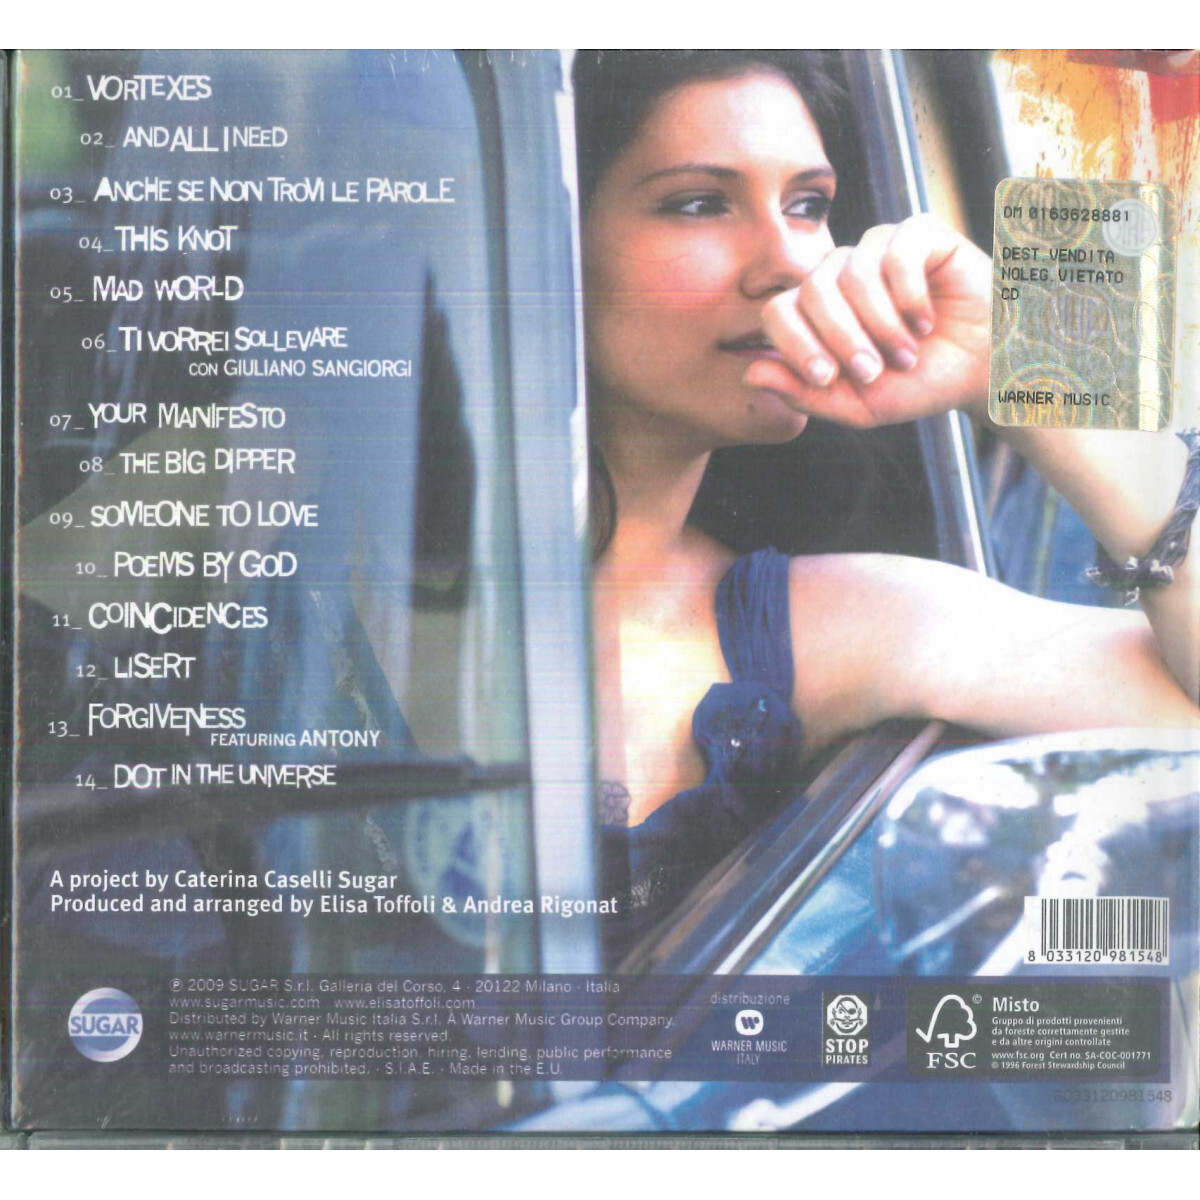 01_ VORTEXES
02_ AND ALL I NEED
03_ ANCHE SE NON TROVI LE PAROLE
04_ THIS KNOT
05_ MAD WORLD
06_ TI VORREI SOLLEVARE
CON GIULIANO SANGIORGI
07_ YOUR MANIFESTO
08_ THE BIG DIPPER
09_ SOMEONE TO LOVE
10_ POEMS BY GOD
11_ COINCIDENCES
12_ LISERT
13_ FORGIVENESS
FEATURING ANTONY
14_ DOT IN THE UNIVERSE
DM 0163628881
DEST.VENDITA
NOLEG.VIETATO
CD
WARNER MUSIC
A project by Caterina Caselli Sugar
Produced and arranged by Elisa Toffoli & Andrea Rigonat
8 033120 981548
SUGAR
℗ 2009 SUGAR S.r.l. Galleria del Corso, 4 · 20122 Milano · Italia
www.sugarmusic.com www.elisatoffoli.com
Distributed by Warner Music Italia S.r.l. A Warner Music Group Company.
www.warnermusic.it · All rights reserved.
Unauthorized copying, reproduction, hiring, lending, public performance
and broadcasting prohibited. · S.I.A.E. · Made in the E.U.
distribuzione
WARNER MUSIC
ITALY
STOP
PIRATES
FSC
©
Misto
Gruppo di prodotti provenienti
da foreste correttamente gestite
e da altre origini controllate
www.fsc.org Cert no. SA-COC-001771
© 1996 Forest Stewardship Council
8033120981548